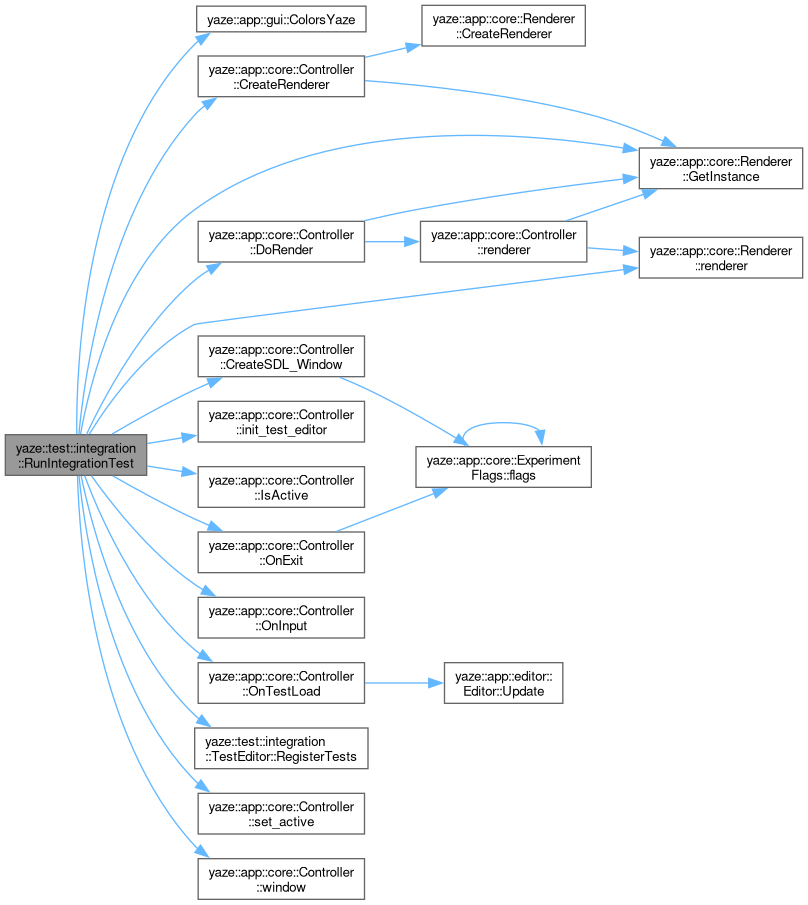 yaze::app::gui::ColorsYaze
yaze::app::core::Renderer
::CreateRenderer
yaze::app::core::Controller
::CreateRenderer
yaze::app::core::Renderer
::GetInstance
yaze::app::core::Controller
::DoRender
yaze::app::core::Controller
::renderer
yaze::app::core::Renderer
::renderer
yaze::app::core::Controller
::CreateSDL_Window
yaze::app::core::Controller
::init_test_editor
yaze::test::integration
::RunIntegrationTest
yaze::app::core::Experiment
Flags::flags
yaze::app::core::Controller
::IsActive
yaze::app::core::Controller
::OnExit
yaze::app::core::Controller
::OnInput
yaze::app::core::Controller
::OnTestLoad
yaze::app::editor::
Editor::Update
yaze::test::integration
::TestEditor::RegisterTests
yaze::app::core::Controller
::set_active
yaze::app::core::Controller
::window